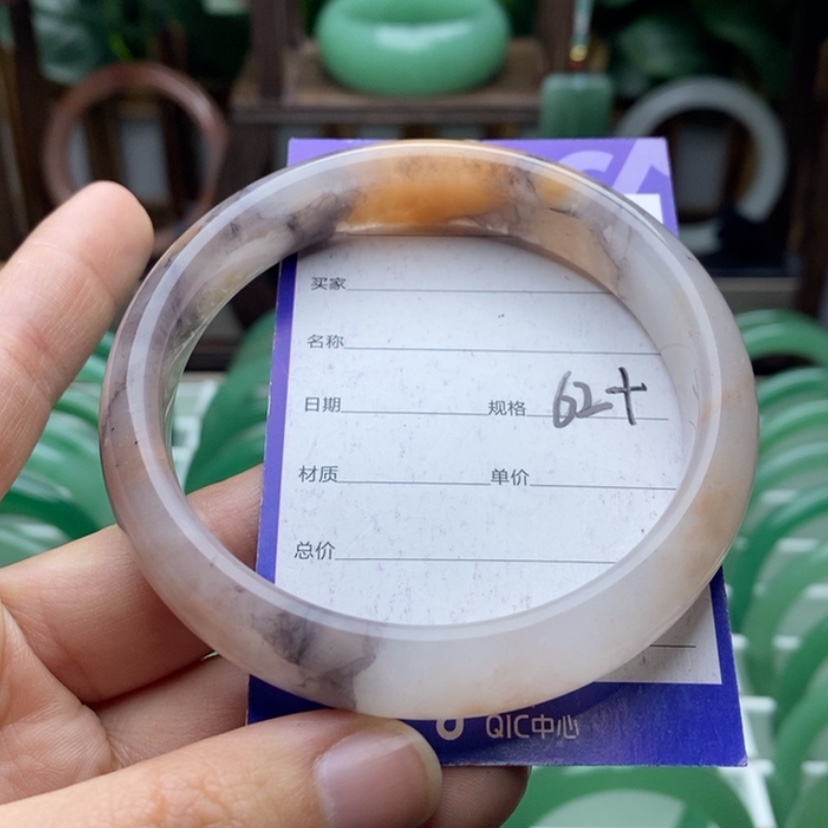 买家
名称
日期 规格 62+
材质 单价
总价
QIC中心